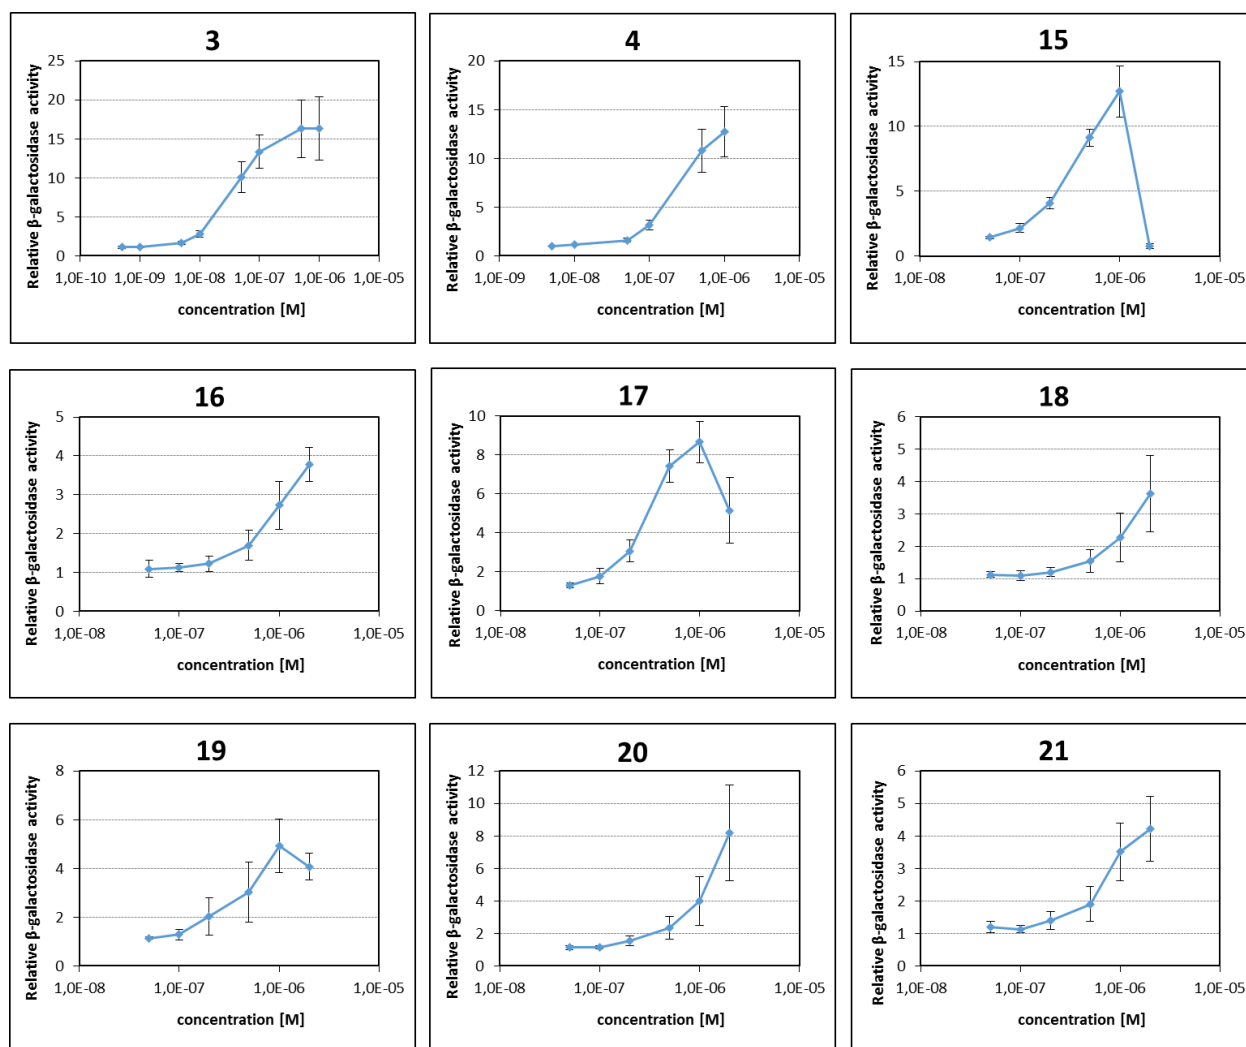 3
Relative β-galactosidase activity
25
20
15
10
5
0
1,0E-10 1,0E-09 1,0E-08 1,0E-07 1,0E-06 1,0E-05
concentration [M]
4
Relative β-galactosidase activity
20
15
10
5
0
1,0E-09 1,0E-08 1,0E-07 1,0E-06 1,0E-05
concentration [M]
15
Relative β-galactosidase activity
15
10
5
0
1,0E-08 1,0E-07 1,0E-06 1,0E-05
concentration [M]
16
Relative β-galactosidase activity
5
4
3
2
1
0
1,0E-08 1,0E-07 1,0E-06 1,0E-05
concentration [M]
17
Relative β-galactosidase activity
10
8
6
4
2
0
1,0E-08 1,0E-07 1,0E-06 1,0E-05
concentration [M]
18
Relative β-galactosidase activity
6
5
4
3
2
1
0
1,0E-08 1,0E-07 1,0E-06 1,0E-05
concentration [M]
19
Relative β-galactosidase activity
8
6
4
2
0
1,0E-08 1,0E-07 1,0E-06 1,0E-05
concentration [M]
20
Relative β-galactosidase activity
12
10
8
6
4
2
0
1,0E-08 1,0E-07 1,0E-06 1,0E-05
concentration [M]
21
Relative β-galactosidase activity
6
5
4
3
2
1
0
1,0E-08 1,0E-07 1,0E-06 1,0E-05
concentration [M]